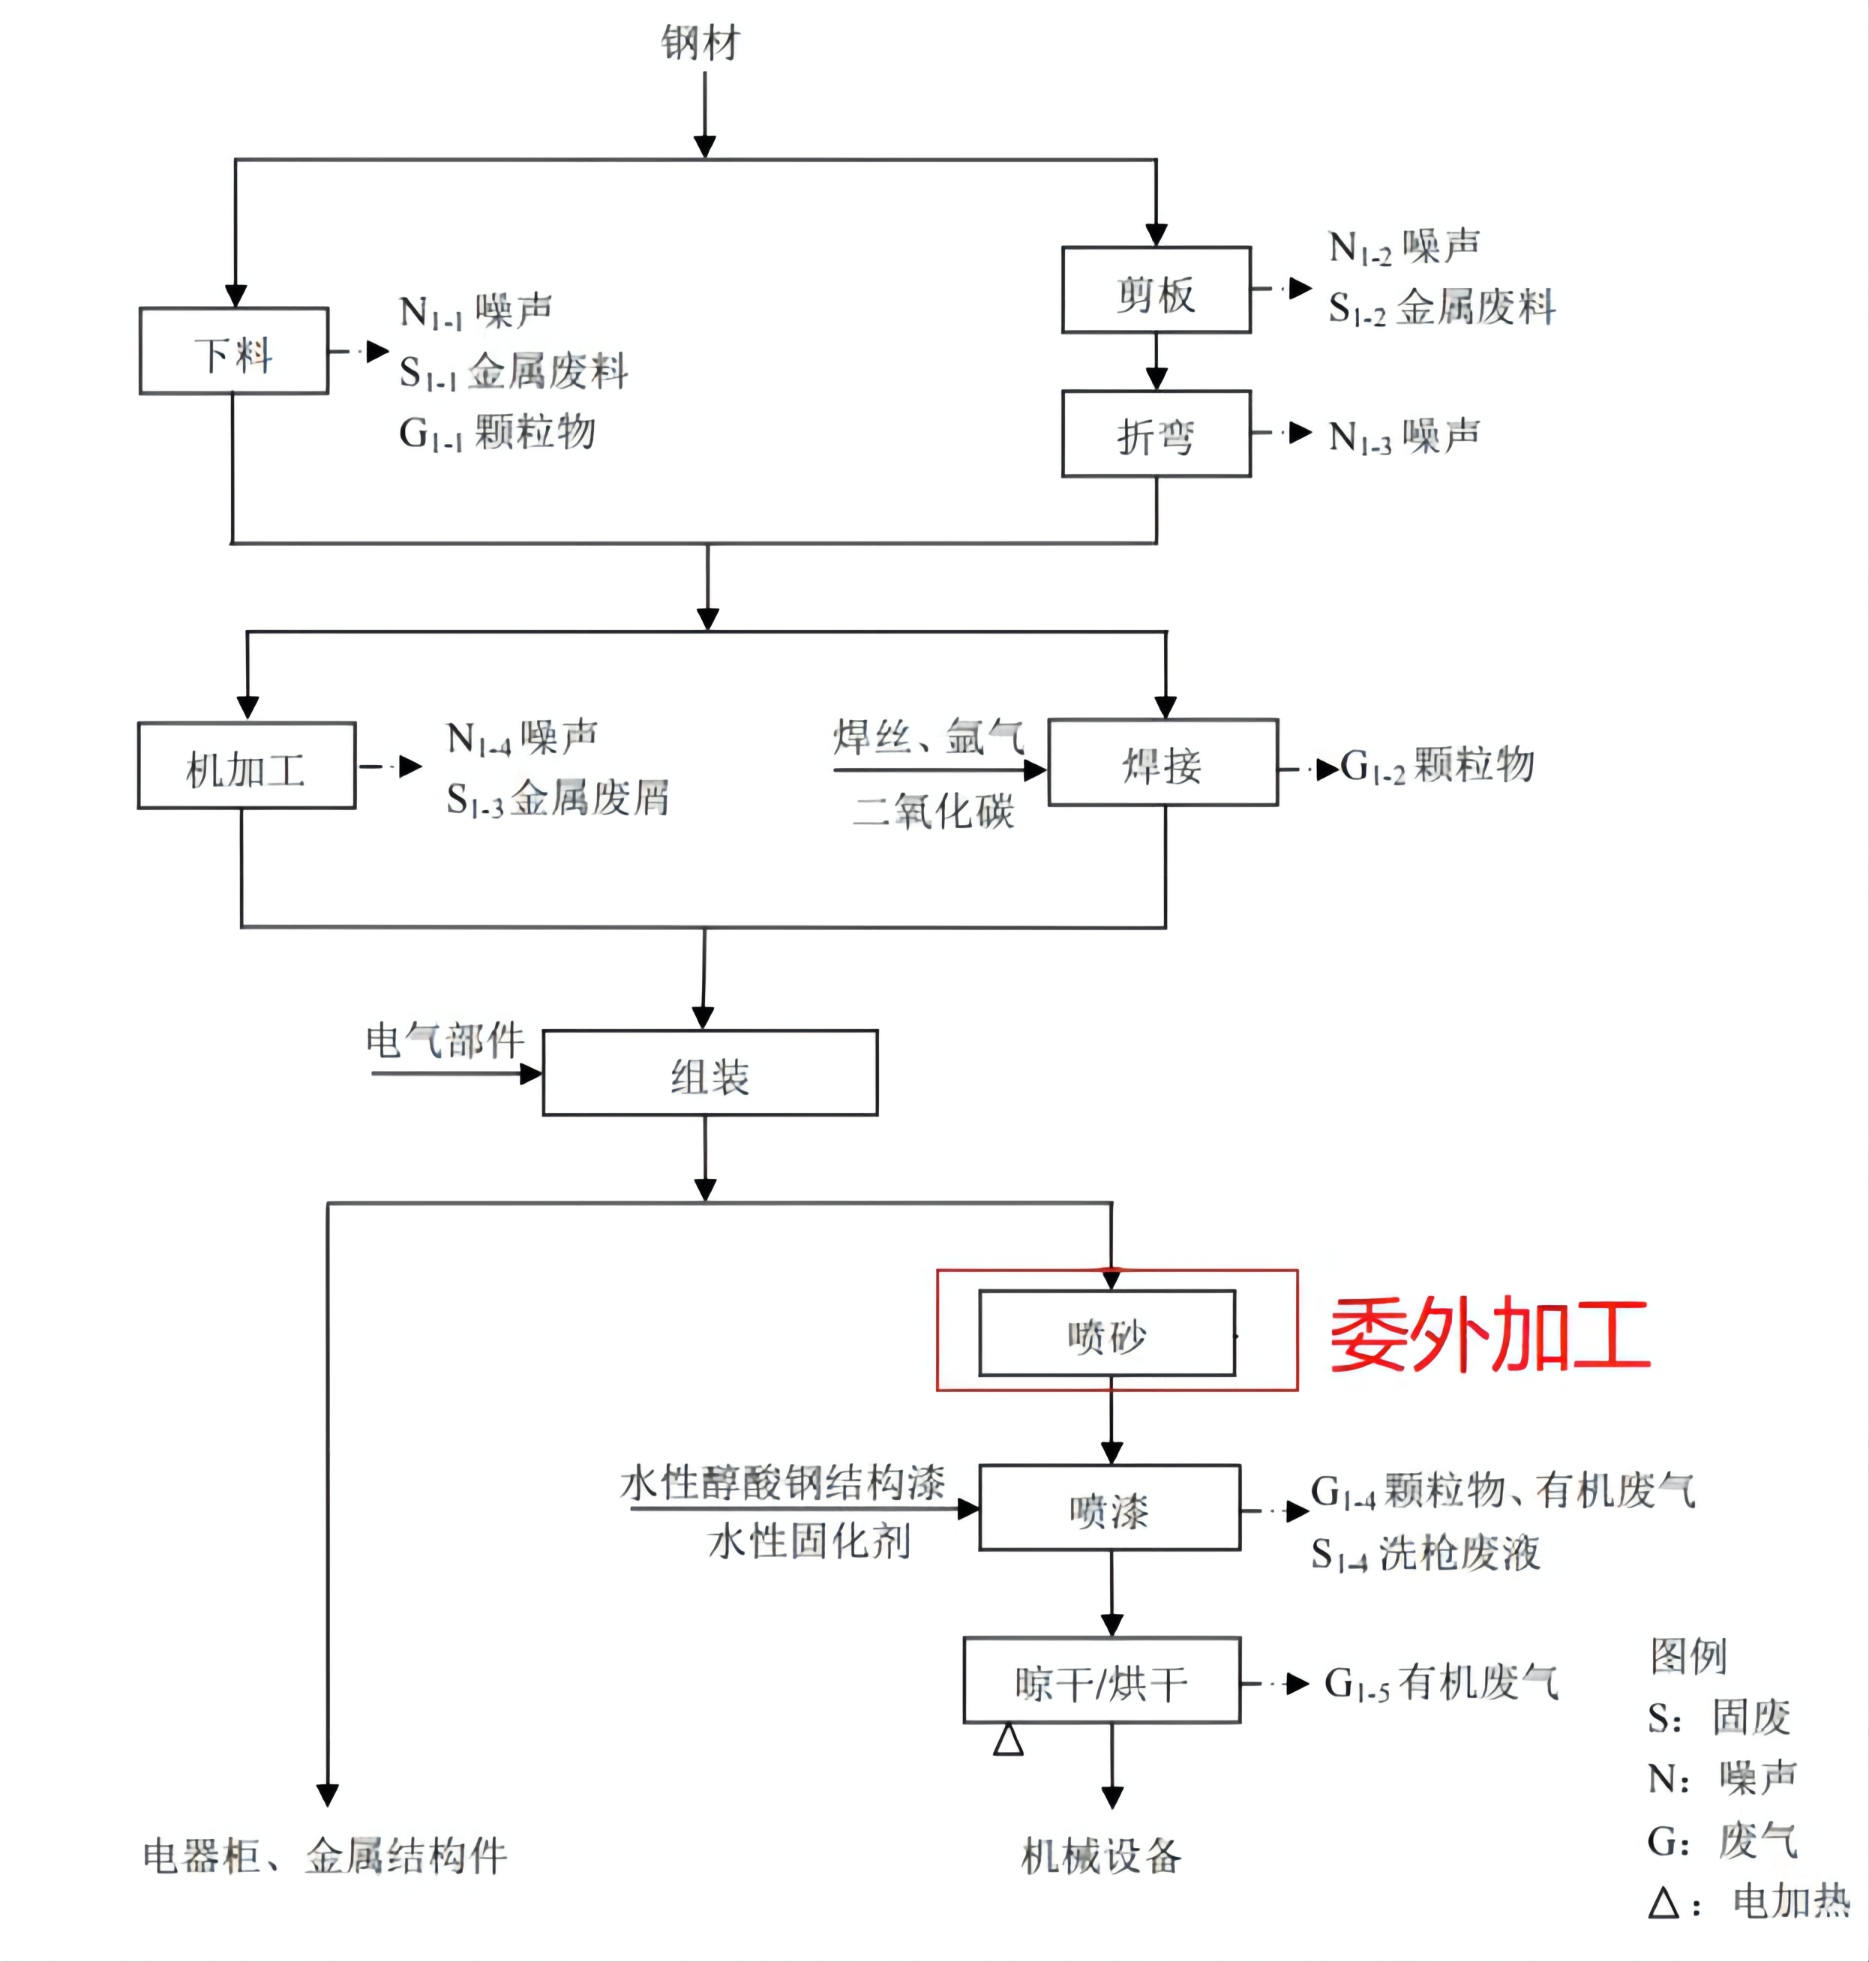 钢材
剪板
N1-2 噪声
S1-2 金属废料
下料
N1-1 噪声
S1-1 金属废料
G1-1 颗粒物
折弯
N1-3 噪声
机加工
N1-4 噪声
S1-3 金属废屑
焊丝、氩气
二氧化碳
焊接
G1-2 颗粒物
电气部件
组装
喷砂
委外加工
水性醇酸钢结构漆
水性固化剂
喷漆
G1-4 颗粒物、有机废气
S1-4 洗枪废液
晾干/烘干
G1-5 有机废气
电器柜、金属结构件
机械设备
图例
S：固废
N：噪声
G：废气
△：电加热